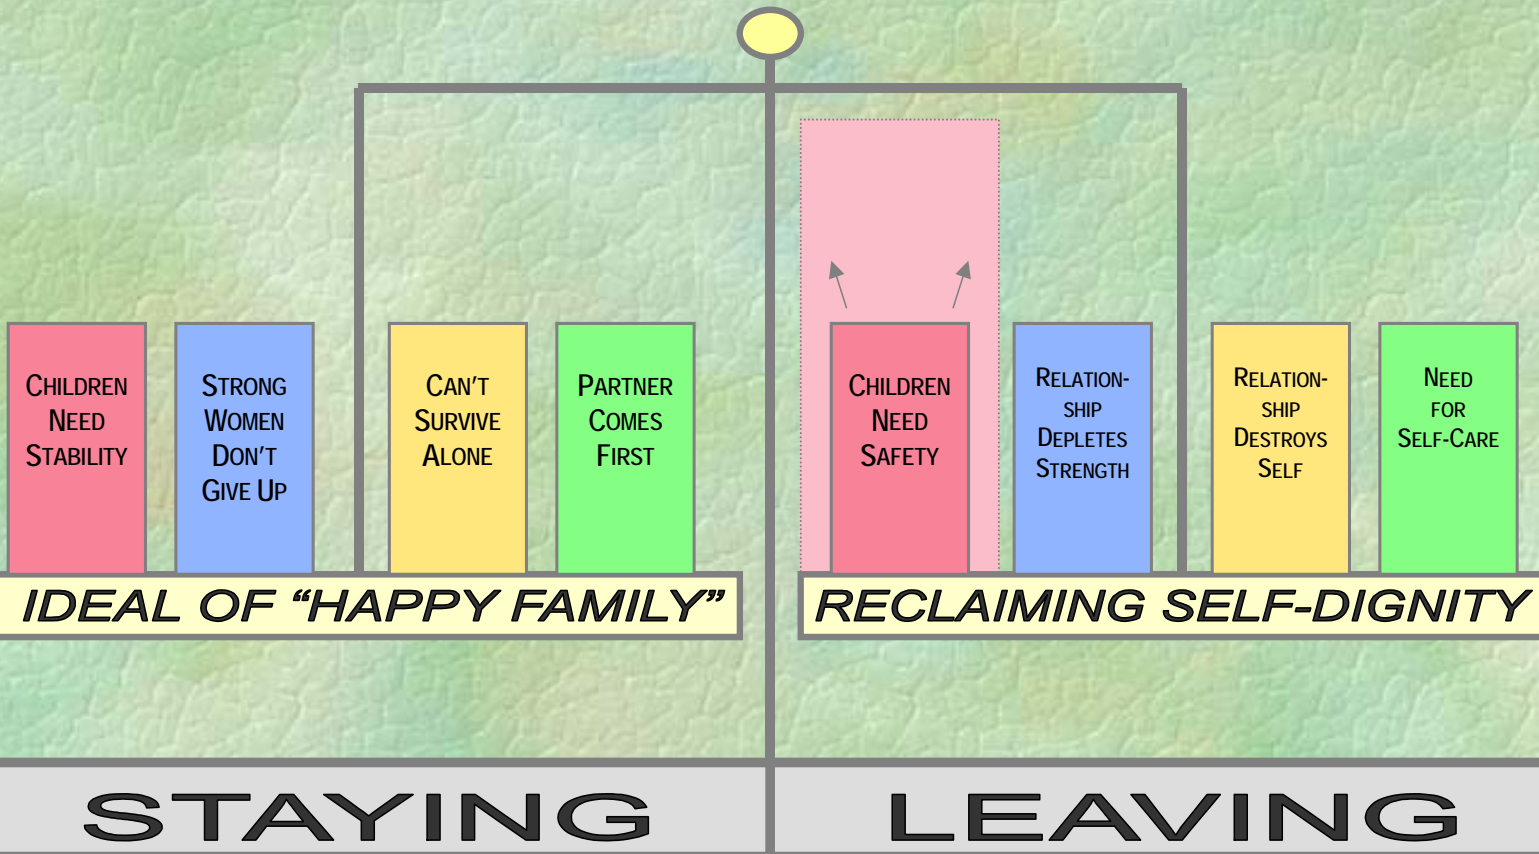 CHILDREN
NEED
STABILITY
STRONG
WOMEN
DON'T
GIVE UP
CAN'T
SURVIVE
ALONE
PARTNER
COMES
FIRST
IDEAL OF “HAPPY FAMILY”
CHILDREN
NEED
SAFETY
RELATION-
SHIP
DEPLETES
STRENGTH
RELATION-
SHIP
DESTROYS
SELF
NEED
FOR
SELF-CARE
RECLAIMING SELF-DIGNITY
STAYING
LEAVING